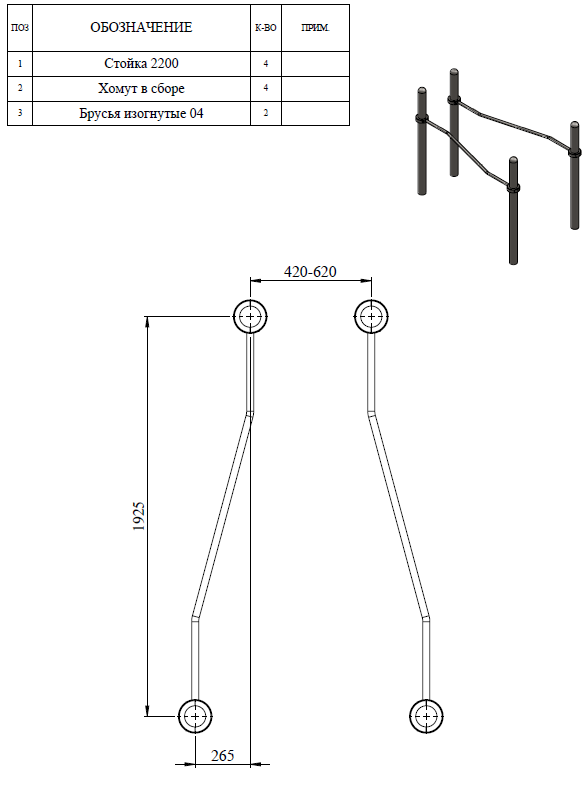 ПОЗ ОБОЗНАЧЕНИЕ К-ВО ПРИМ.
1 Стойка 2200 4
2 Хомут в сборе 4
3 Брусья изогнутые 04 2
420-620
1925
265